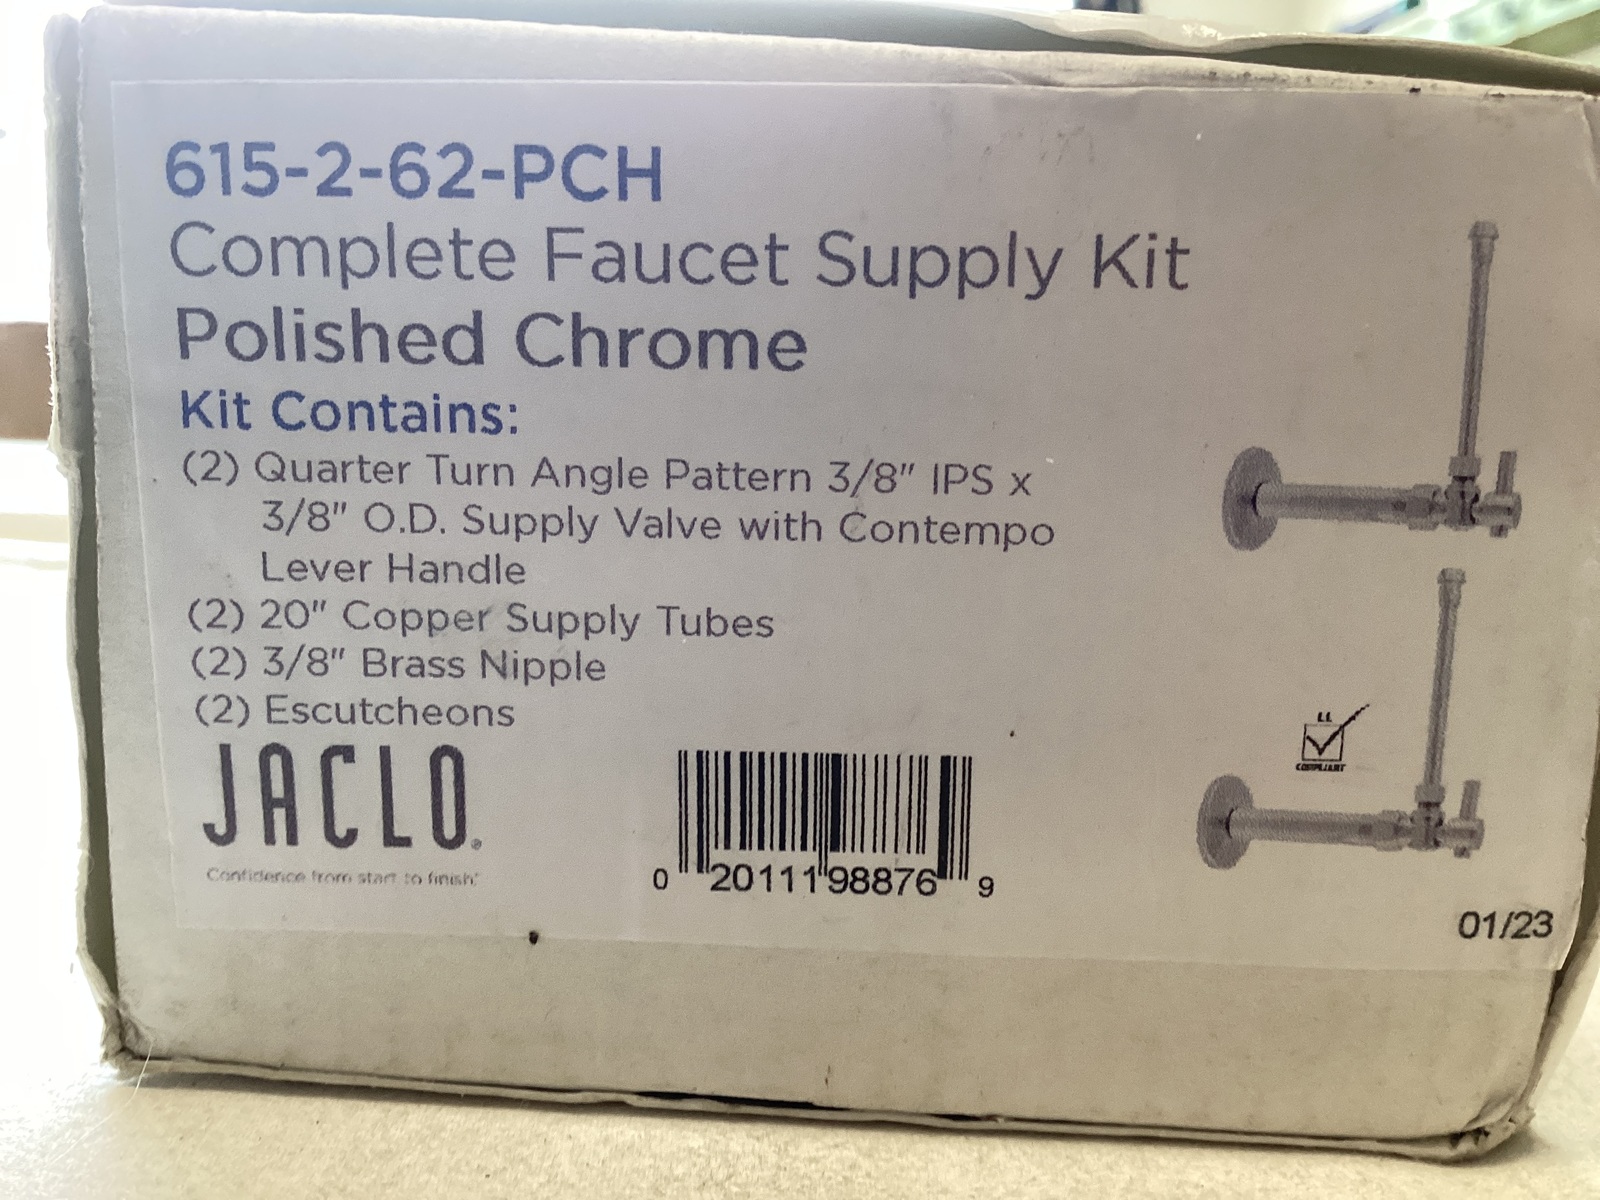 615-2-62-PCH
Complete Faucet Supply Kit
Polished Chrome
Kit Contains:
(2) Quarter Turn Angle Pattern 3/8" IPS x
3/8" O.D. Supply Valve with Contempo
Lever Handle
(2) 20" Copper Supply Tubes
(2) 3/8" Brass Nipple
(2) Escutcheons
LL
COMPLIANT
JACLO®
Confidence from start to finish®
0 20111 98876 9
01/23